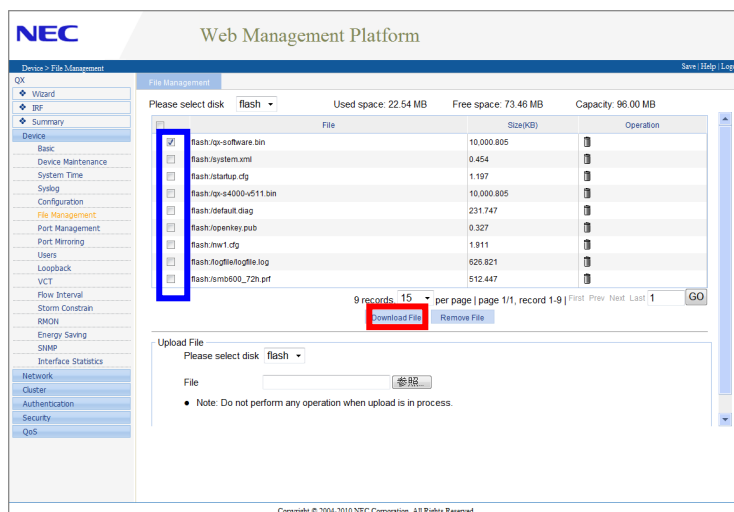 NEC
Web Management Platform
Device > File Management
Save | Help | Log
QX
Wizard
IRF
Summary
Device
Basic
Device Maintenance
System Time
Syslog
Configuration
File Management
Port Management
Port Mirroring
Users
Loopback
VCT
Flow Interval
Storm Constrain
RMON
Energy Saving
SNMP
Interface Statistics
Network
Cluster
Authentication
Security
QoS
File Management
Please select disk flash Used space: 22.54 MB Free space: 73.46 MB Capacity: 96.00 MB
File Size(KB) Operation
flash:/qx-software.bin 10,000.805
flash:/system.xml 0.454
flash:/startup.cfg 1.197
flash:/qx-s4000-v511.bin 10,000.805
flash:/default.diag 231.747
flash:/openkey.pub 0.327
flash:/nw1.cfg 1.911
flash:/logfile/logfile.log 626.821
flash:/smb600_72h.prf 512.447
9 records, 15 per page | page 1/1, record 1-9 | First Prev Next Last 1 GO
Download File Remove File
Upload File
Please select disk flash
File 参照...
Note: Do not perform any operation when upload is in process.
Copyright © 2004-2010 NEC Corporation. All Rights Reserved.